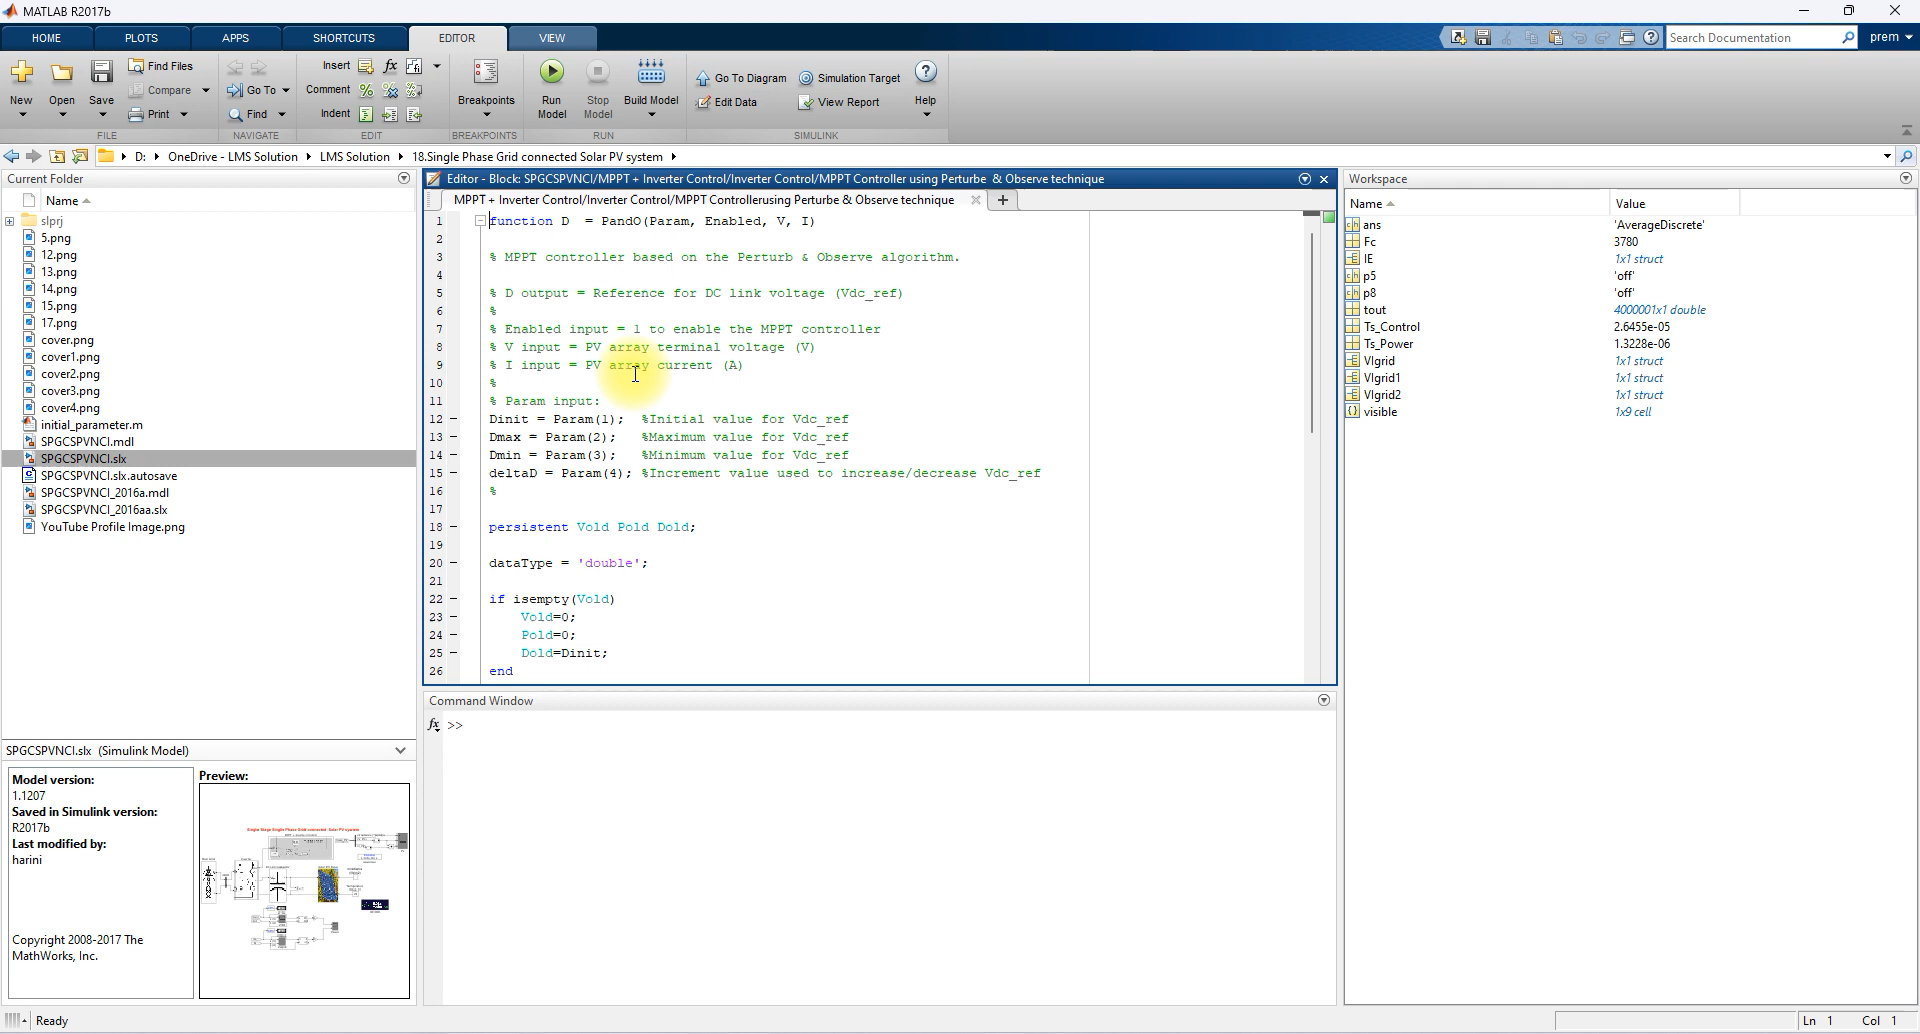 MATLAB R2017b
HOME PLOTS APPS SHORTCUTS EDITOR VIEW Search Documentation prem
Find Files Insert Comment Indent
Compare Go To
Print Find
New Open Save Breakpoints Run Model Stop Model Build Model
Go To Diagram Simulation Target Help
Edit Data View Report
FILE NAVIGATE EDIT BREAKPOINTS RUN SIMULINK
D: OneDrive - LMS Solution LMS Solution 18.Single Phase Grid connected Solar PV system
Current Folder
Name
slprj
5.png
12.png
13.png
14.png
15.png
17.png
cover.png
cover1.png
cover2.png
cover3.png
cover4.png
initial_parameter.m
SPGCSPVNCI.mdl
SPGCSPVNCI.slx
SPGCSPVNCI.slx.autosave
SPGCSPVNCI_2016a.mdl
SPGCSPVNCI_2016aa.slx
YouTube Profile Image.png
SPGCSPVNCI.slx (Simulink Model)
Model version:
1.1207
Saved in Simulink version:
R2017b
Last modified by:
harini
Copyright 2008-2017 The
MathWorks, Inc.
Preview:
Single Stage Single Phase Grid connected Solar PV system
Editor - Block: SPGCSPVNCI/MPPT + Inverter Control/Inverter Control/MPPT Controller using Perturbe & Observe technique
MPPT + Inverter Control/Inverter Control/MPPT Controllerusing Perturbe & Observe technique
1 function D = PandO(Param, Enabled, V, I)
2
3 % MPPT controller based on the Perturb & Observe algorithm.
4
5 % D output = Reference for DC link voltage (Vdc_ref)
6 %
7 % Enabled input = 1 to enable the MPPT controller
8 % V input = PV array terminal voltage (V)
9 % I input = PV array current (A)
10 %
11 % Param input:
12 – Dinit = Param(1); %Initial value for Vdc_ref
13 – Dmax = Param(2); %Maximum value for Vdc_ref
14 – Dmin = Param(3); %Minimum value for Vdc_ref
15 – deltaD = Param(4); %Increment value used to increase/decrease Vdc_ref
16 %
17
18 – persistent Vold Pold Dold;
19
20 – dataType = 'double';
21
22 – if isempty(Vold)
23 – Vold=0;
24 – Pold=0;
25 – Dold=Dinit;
26 end
Command Window
fx >>
Workspace
Name Value
ans 'AverageDiscrete'
Fc 3780
IE 1x1 struct
p5 'off'
p8 'off'
tout 4000001x1 double
Ts_Control 2.6455e-05
Ts_Power 1.3228e-06
VIgrid 1x1 struct
VIgrid1 1x1 struct
VIgrid2 1x1 struct
visible 1x9 cell
Ready
Ln 1 Col 1